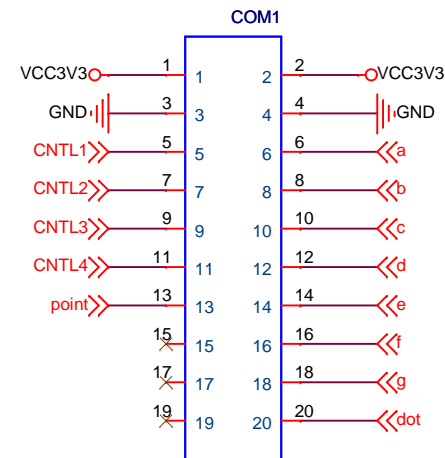 COM1
VCC3V3 1 1 2 2 VCC3V3
GND 3 3 4 4 GND
CNTL1 5 5 6 6 a
CNTL2 7 7 8 8 b
CNTL3 9 9 10 10 c
CNTL4 11 11 12 12 d
point 13 13 14 14 e
15 15 16 16 f
17 17 18 18 g
19 19 20 20 dot